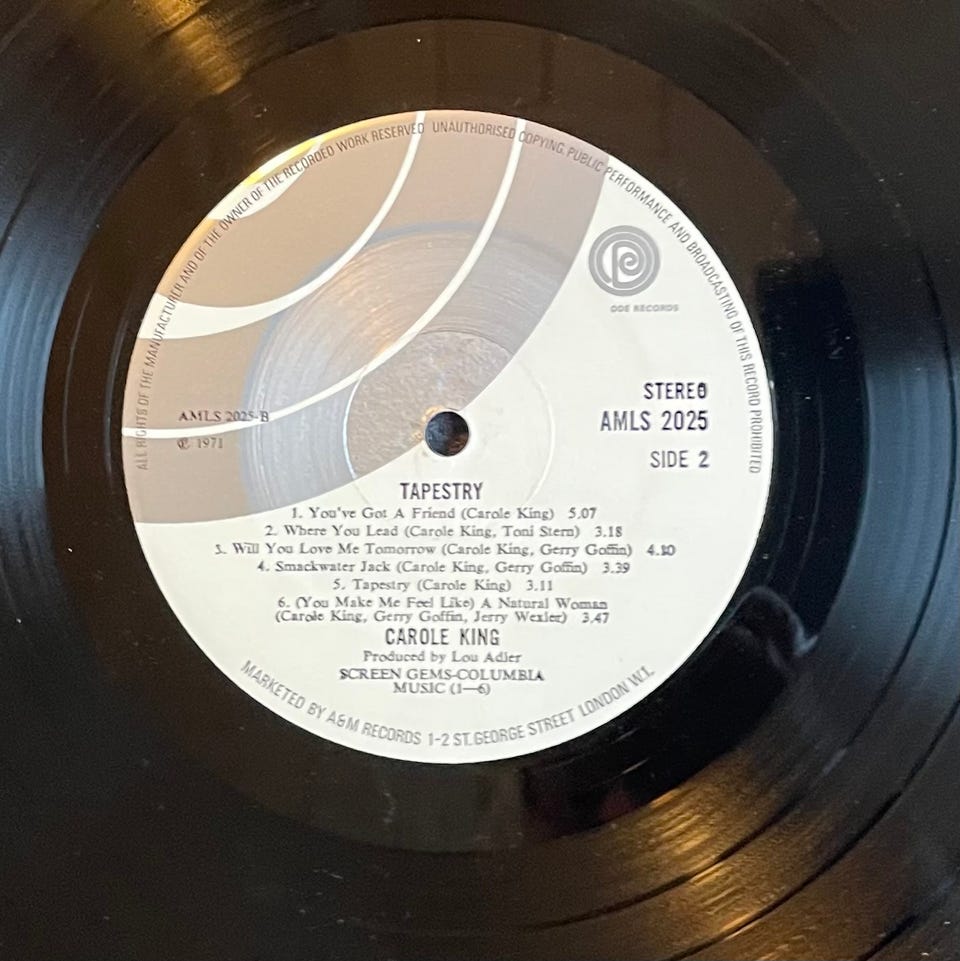 ALL RIGHTS OF THE MANUFACTURER AND OF THE OWNER OF THE RECORDED WORK RESERVED UNAUTHORISED COPYING, PUBLIC PERFORMANCE AND BROADCASTING OF THIS RECORD PROHIBITED
ODE RECORDS
STEREO
AMLS 2025
SIDE 2
AMLS 2025-B
℗ 1971
TAPESTRY
1. You've Got A Friend (Carole King) 5.07
2. Where You Lead (Carole King, Toni Stern) 3.18
3. Will You Love Me Tomorrow (Carole King, Gerry Goffin) 4.10
4. Smackwater Jack (Carole King, Gerry Goffin) 3.39
5. Tapestry (Carole King) 3.11
6. (You Make Me Feel Like) A Natural Woman
(Carole King, Gerry Goffin, Jerry Wexler) 3.47
CAROLE KING
Produced by Lou Adler
SCREEN GEMS-COLUMBIA
MUSIC (1—6)
MARKETED BY A&M RECORDS 1-2 ST. GEORGE STREET LONDON W.1.